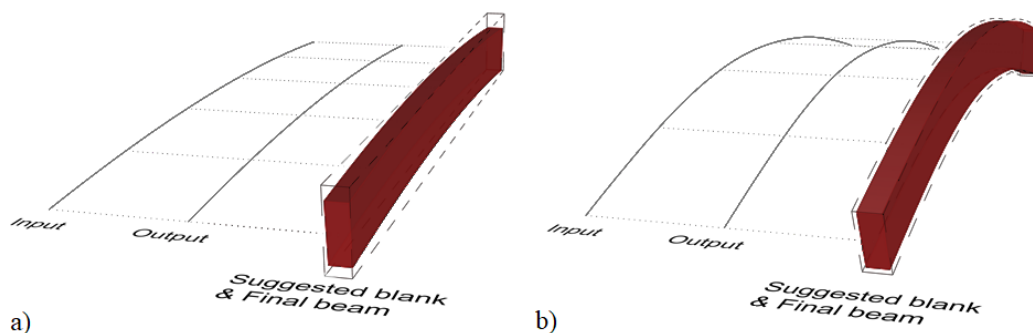 Input
Output
Suggested blank
& Final beam
a)
Input
Output
Suggested blank
& Final beam
b)